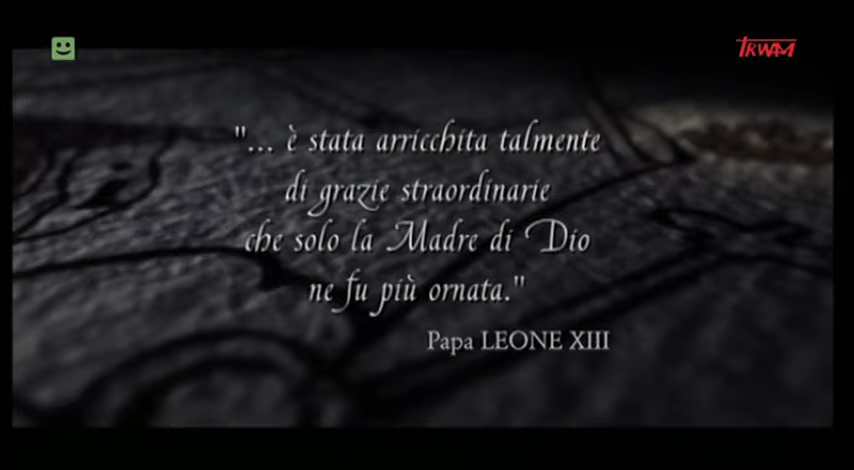 TRWAM
"... è stata arricchita talmente
di grazie straordinarie
che solo la Madre di Dio
ne fu più ornata."
Papa LEONE XIII